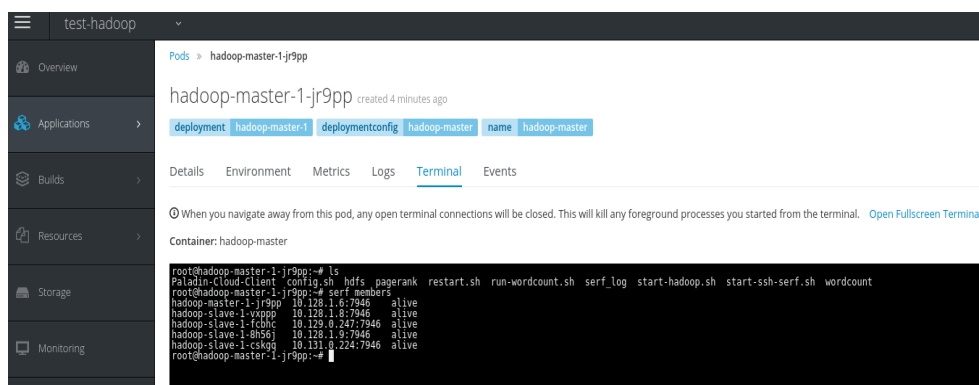 test-hadoop
Overview
Applications
Builds
Resources
Storage
Monitoring
Pods » hadoop-master-1-jr9pp
hadoop-master-1-jr9pp created 4 minutes ago
deployment hadoop-master-1 deploymentconfig hadoop-master name hadoop-master
Details Environment Metrics Logs Terminal Events
When you navigate away from this pod, any open terminal connections will be closed. This will kill any foreground processes you started from the terminal. Open Fullscreen Termina
Container: hadoop-master
root@hadoop-master-1-jr9pp:~# ls
Paladin-Cloud-Client config.sh hdfs pagerank restart.sh run-wordcount.sh serf_log start-hadoop.sh start-ssh-serf.sh wordcount
root@hadoop-master-1-jr9pp:~# serf members
hadoop-master-1-jr9pp 10.128.1.6:7946 alive
hadoop-slave-1-vxppp 10.128.1.8:7946 alive
hadoop-slave-1-fcbhc 10.129.0.247:7946 alive
hadoop-slave-1-8h56j 10.128.1.9:7946 alive
hadoop-slave-1-cskgq 10.131.0.224:7946 alive
root@hadoop-master-1-jr9pp:~#